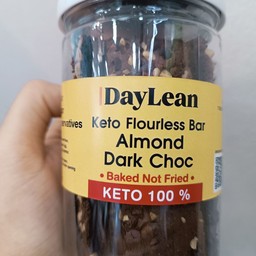 DayLean
Keto Flourless Bar
Almond
Dark Choc
• Baked Not Fried •
KETO 100 %